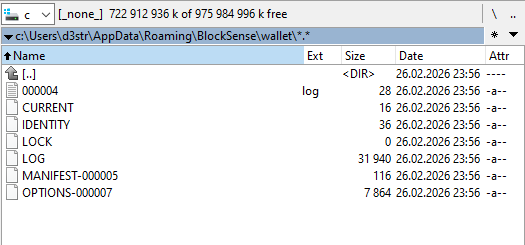 c [_none_] 722 912 936 k of 975 984 996 k free \ ..
c:\Users\d3str\AppData\Roaming\BlockSense\wallet\*.* * ▼
Name Ext Size Date Attr
[..] <DIR> 26.02.2026 23:56 ----
000004 log 28 26.02.2026 23:56 -a--
CURRENT 16 26.02.2026 23:56 -a--
IDENTITY 36 26.02.2026 23:56 -a--
LOCK 0 26.02.2026 23:56 -a--
LOG 31 940 26.02.2026 23:56 -a--
MANIFEST-000005 116 26.02.2026 23:56 -a--
OPTIONS-000007 7 864 26.02.2026 23:56 -a--